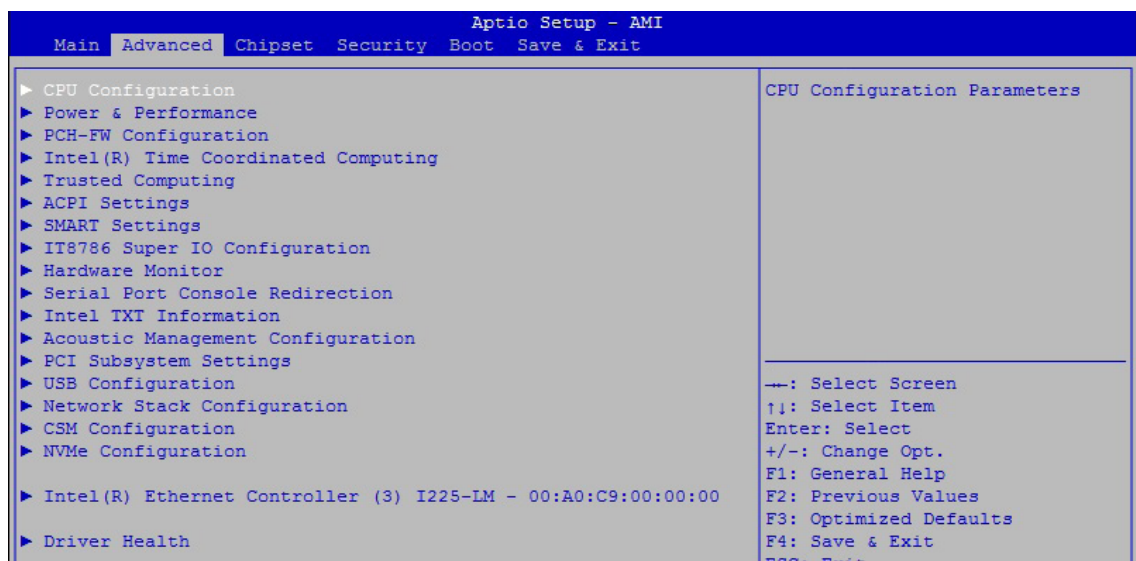 Aptio Setup – AMI
Main Advanced Chipset Security Boot Save & Exit
► CPU Configuration
► Power & Performance
► PCH-FW Configuration
► Intel(R) Time Coordinated Computing
► Trusted Computing
► ACPI Settings
► SMART Settings
► IT8786 Super IO Configuration
► Hardware Monitor
► Serial Port Console Redirection
► Intel TXT Information
► Acoustic Management Configuration
► PCI Subsystem Settings
► USB Configuration
► Network Stack Configuration
► CSM Configuration
► NVMe Configuration
► Intel(R) Ethernet Controller (3) I225-LM - 00:A0:C9:00:00:00
► Driver Health
CPU Configuration Parameters
→←: Select Screen
↑↓: Select Item
Enter: Select
+/-: Change Opt.
F1: General Help
F2: Previous Values
F3: Optimized Defaults
F4: Save & Exit